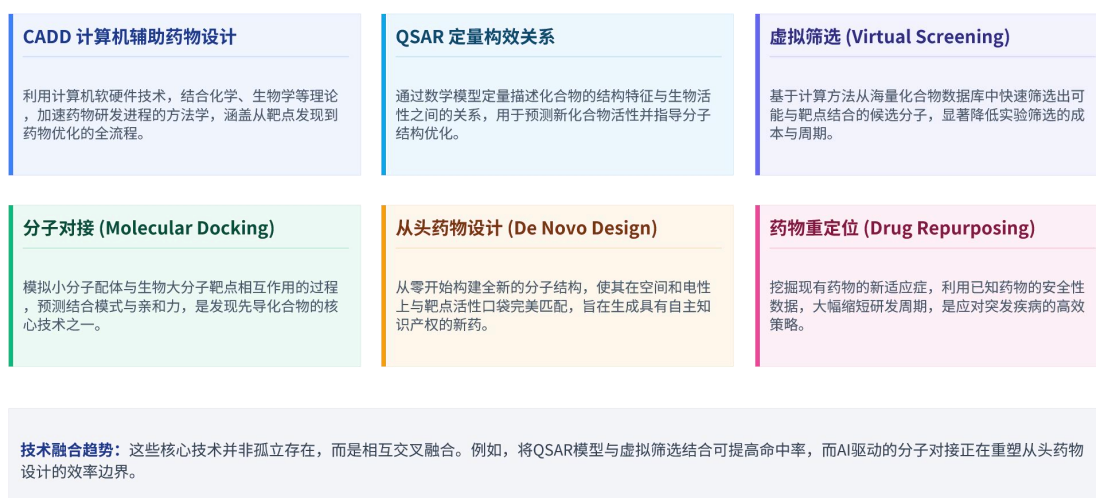 CADD 计算机辅助药物设计
利用计算机软硬件技术，结合化学、生物学等理论
，加速药物研发进程的方法学，涵盖从靶点发现到
药物优化的全流程。
QSAR 定量构效关系
通过数学模型定量描述化合物的结构特征与生物活
性之间的关系，用于预测新化合物活性并指导分子
结构优化。
虚拟筛选 (Virtual Screening)
基于计算方法从海量化合物数据库中快速筛选出可
能与靶点结合的候选分子，显著降低实验筛选的成
本与周期。
分子对接 (Molecular Docking)
模拟小分子配体与生物大分子靶点相互作用的过程
，预测结合模式与亲和力，是发现先导化合物的核
心技术之一。
从头药物设计 (De Novo Design)
从零开始构建全新的分子结构，使其在空间和电性
上与靶点活性口袋完美匹配，旨在生成具有自主知
识产权的新药。
药物重定位 (Drug Repurposing)
挖掘现有药物的新适应症，利用已知药物的安全性
数据，大幅缩短研发周期，是应对突发疾病的高效
策略。
技术融合趋势：这些核心技术并非孤立存在，而是相互交叉融合。例如，将QSAR模型与虚拟筛选结合可提高命中率，而AI驱动的分子对接正在重塑从头药物
设计的效率边界。